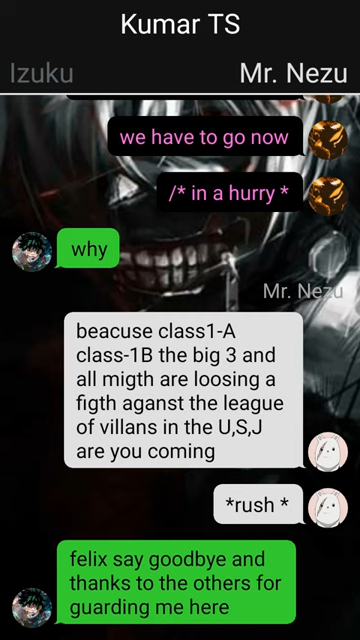 Kumar TS
Izuku
Mr. Nezu
we have to go now
/* in a hurry *
why
Mr. Nezu
beacuse class1-A
class-1B the big 3 and
all migth are loosing a
figth aganst the league
of villans in the U,S,J
are you coming
*rush *
felix say goodbye and
thanks to the others for
guarding me here